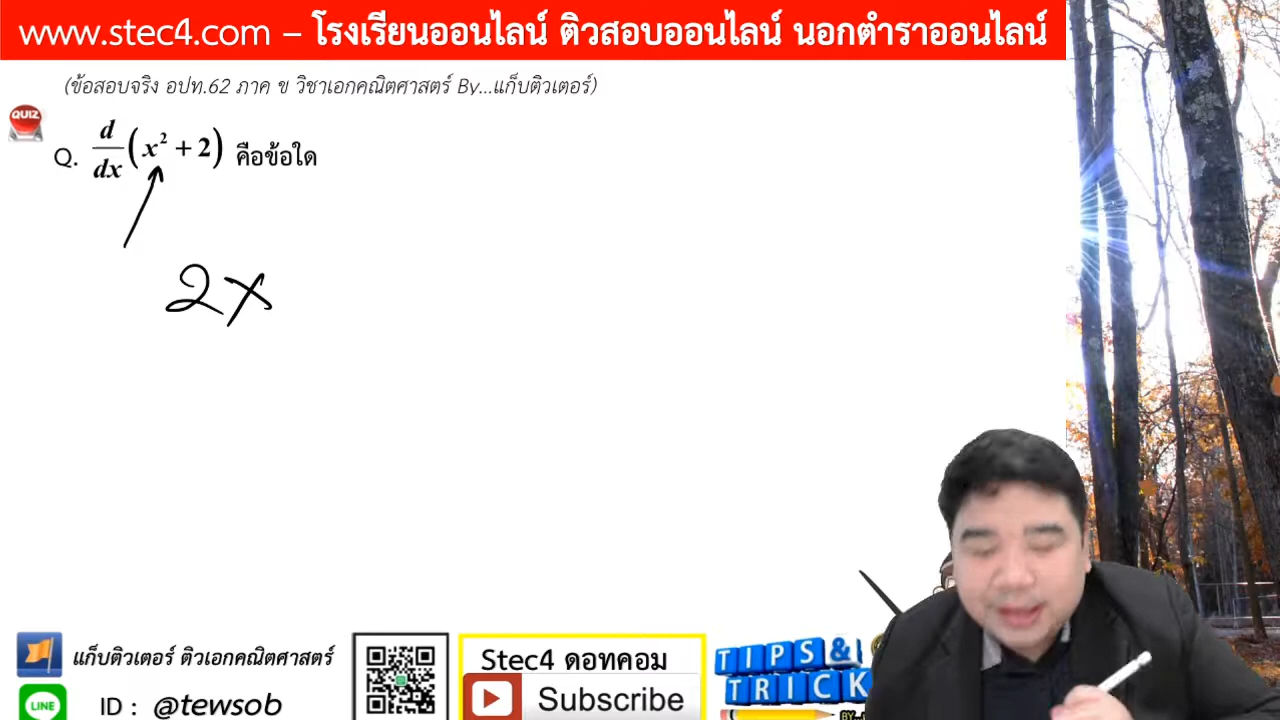 www.stec4.com – โรงเรียนออนไลน์ ติวสอบออนไลน์ นอกตำราออนไลน์
(ข้อสอบจริง อปท.62 ภาค ข วิชาเอกคณิตศาสตร์ By...แก็บติวเตอร์)
QUIZ
Q. d/dx (x² + 2) คือข้อใด
2x
แก็บติวเตอร์ ติวเอกคณิตศาสตร์
LINE
ID : @tewsob
Stec4 ดอทคอม
Subscribe
TIPS &
TRICK
BY..